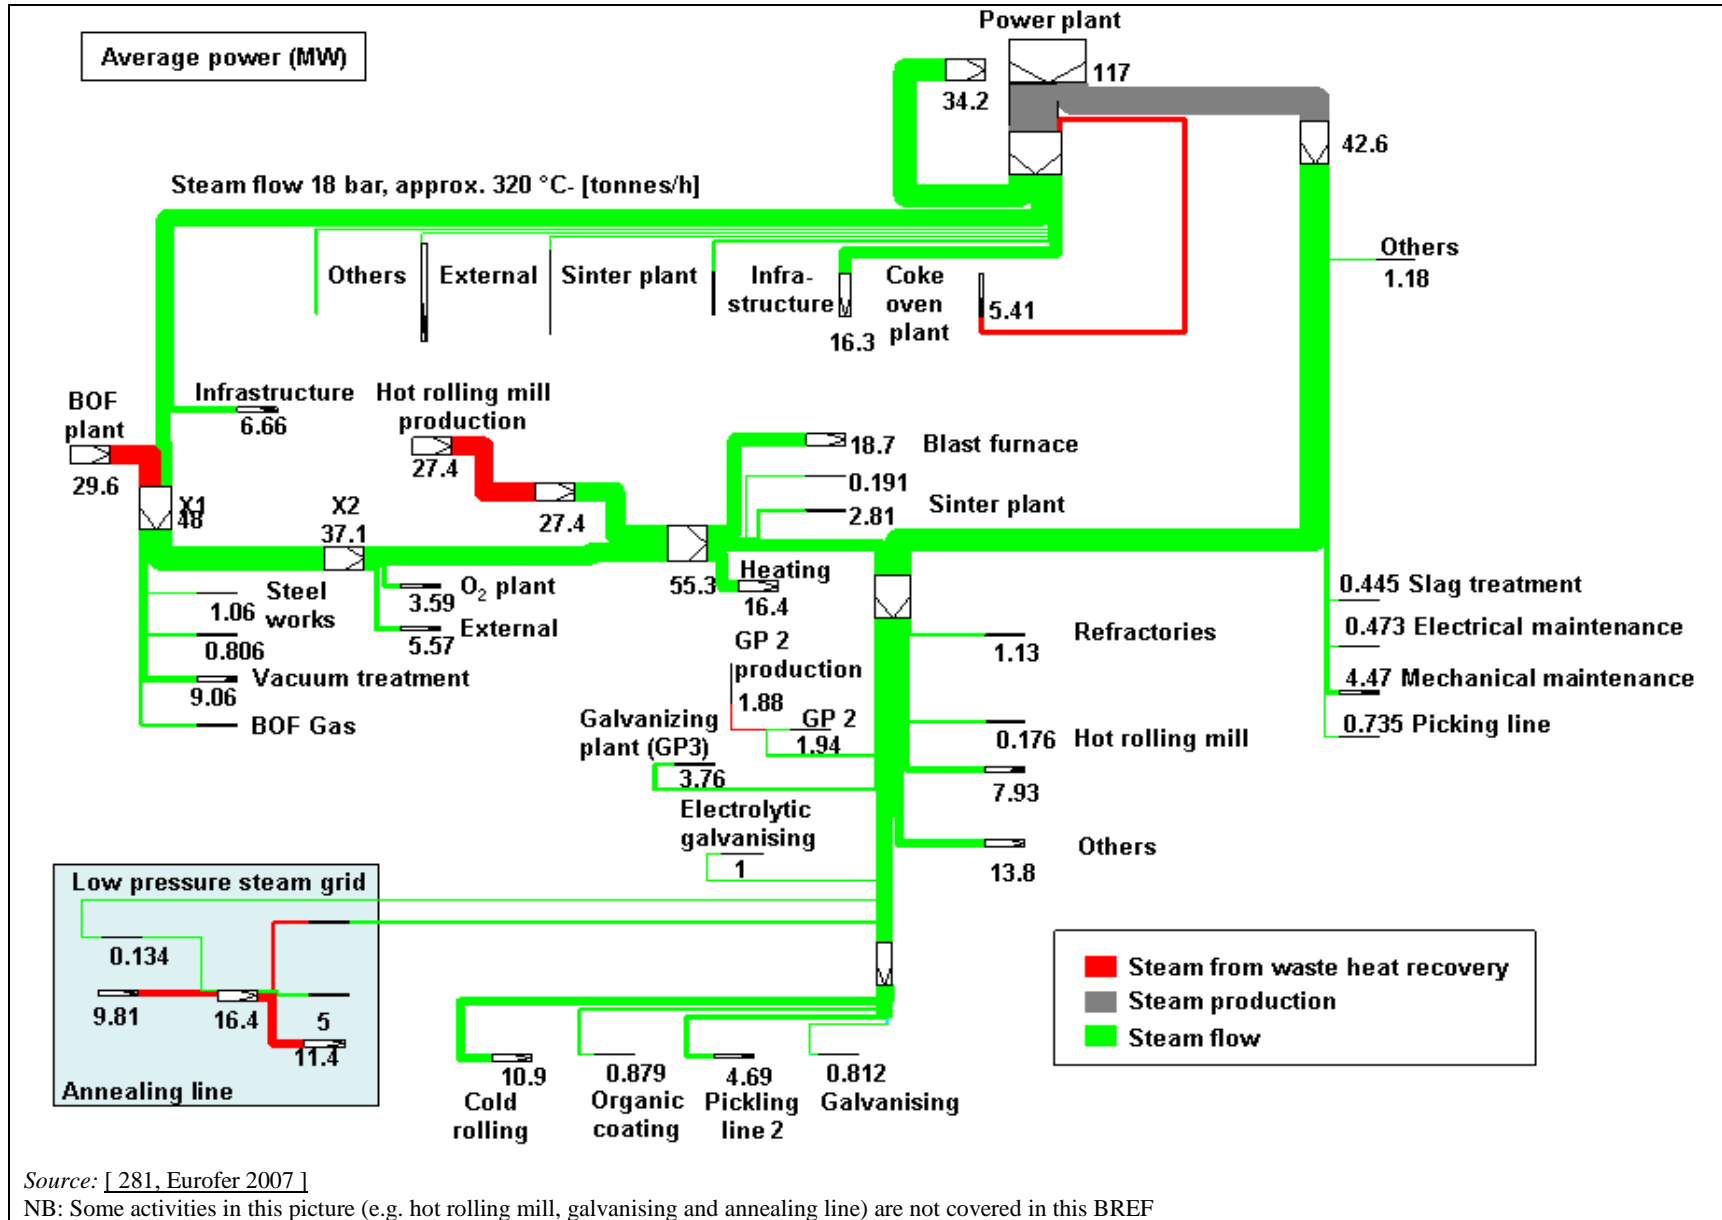 Power plant
Average power (MW)
117
34.2
42.6
Steam flow 18 bar, approx. 320 °C- [tonnes/h]
Others
1.18
Others
External
Sinter plant
Infra-
structure
Coke
oven
plant
5.41
16.3
BOF
plant
29.6
Infrastructure
6.66
Hot rolling mill
production
27.4
27.4
18.7
Blast furnace
0.191
Sinter plant
2.81
X1
48
X2
37.1
55.3
Heating
16.4
O2 plant
3.59
External
5.57
Steel
works
1.06
0.806
Vacuum treatment
9.06
BOF Gas
GP 2
production
1.88
GP 2
1.94
Galvanizing
plant (GP3)
3.76
Electrolytic
galvanising
1
Refractories
1.13
0.176
Hot rolling mill
7.93
Others
13.8
0.445 Slag treatment
0.473 Electrical maintenance
4.47 Mechanical maintenance
0.735 Picking line
Low pressure steam grid
0.134
9.81
16.4
5
11.4
Annealing line
10.9
Cold
rolling
0.879
Organic
coating
4.69
Pickling
line 2
0.812
Galvanising
Steam from waste heat recovery
Steam production
Steam flow
Source: [ 281, Eurofer 2007 ]
NB: Some activities in this picture (e.g. hot rolling mill, galvanising and annealing line) are not covered in this BREF